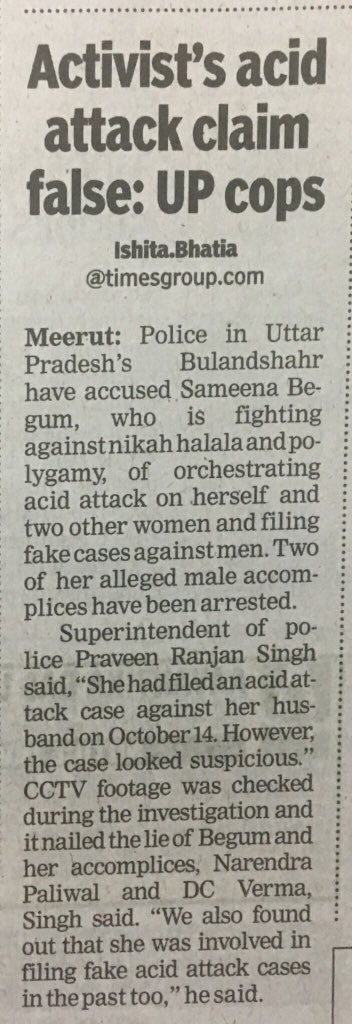 Activist's acid
attack claim
false: UP cops
Ishita.Bhatia
@timesgroup.com
Meerut: Police in Uttar
Pradesh's Bulandshahr
have accused Sameena Be-
gum, who is fighting
against nikah halala and po-
lygamy, of orchestrating
acid attack on herself and
two other women and filing
fake cases against men. Two
of her alleged male accom-
plices have been arrested.
Superintendent of po-
lice Praveen Ranjan Singh
said, “She had filed an acid at-
tack case against her hus-
band on October 14. However,
the case looked suspicious.”
CCTV footage was checked
during the investigation and
it nailed the lie of Begum and
her accomplices, Narendra
Paliwal and DC Verma,
Singh said. “We also found
out that she was involved in
filing fake acid attack cases
in the past too,” he said.